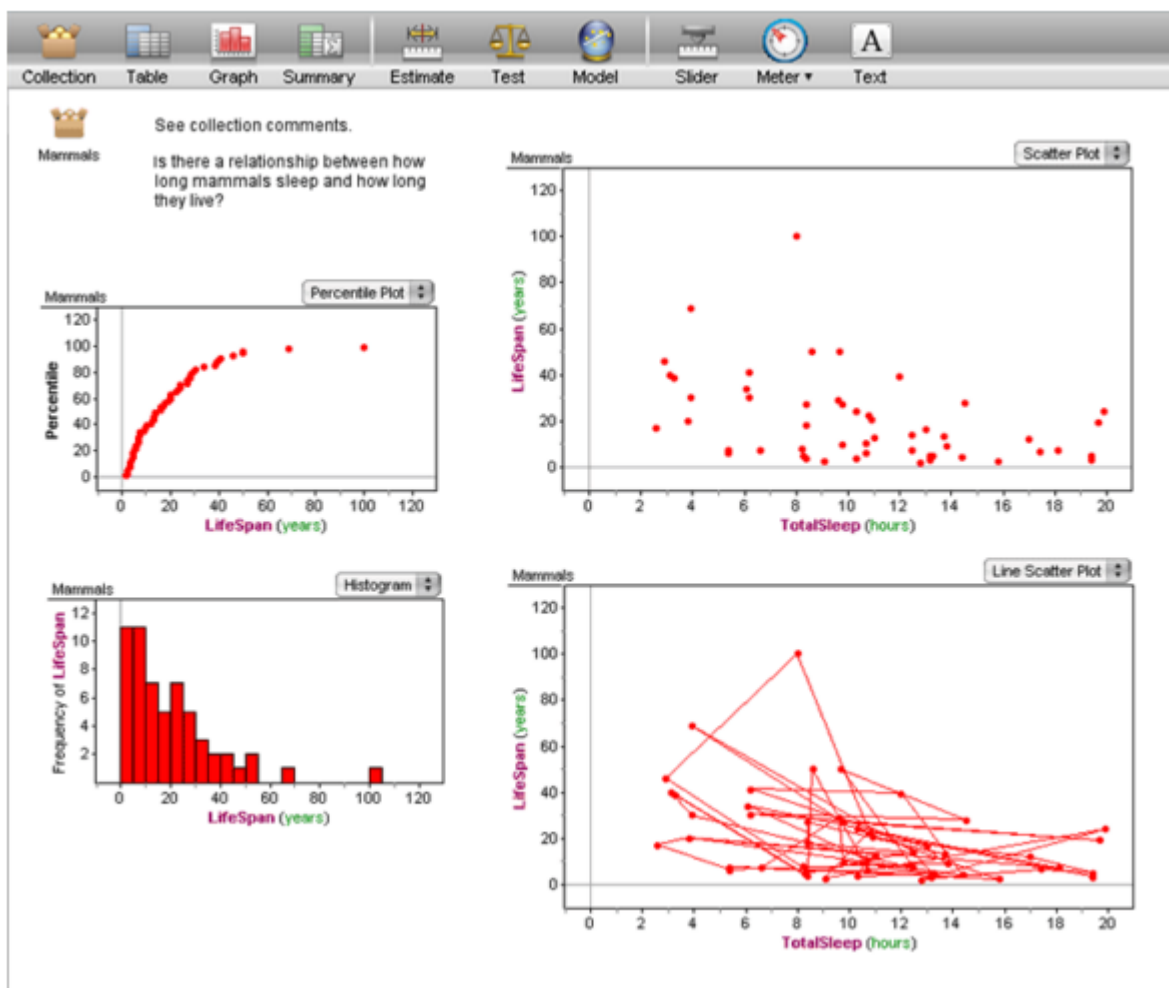 Collection Table Graph Summary Estimate Test Model Slider Meter ▾ Text
Mammals
See collection comments.
Is there a relationship between how
long mammals sleep and how long
they live?
Mammals
Scatter Plot
120
100
80
60
40
20
0
LifeSpan (years)
0 2 4 6 8 10 12 14 16 18 20
TotalSleep (hours)
Mammals
Percentile Plot
120
100
80
60
40
20
0
Percentile
0 20 40 60 80 100 120
LifeSpan (years)
Mammals
Histogram
12
10
8
6
4
2
Frequency of LifeSpan
0 20 40 60 80 100 120
LifeSpan (years)
Mammals
Line Scatter Plot
120
100
80
60
40
20
0
LifeSpan (years)
0 2 4 6 8 10 12 14 16 18 20
TotalSleep (hours)